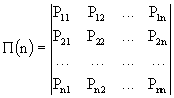 Π(n) =
P11 P12 ... P1n
P21 P22 ... P2n
... ... ... ...
Pn1 Pn2 ... Pnn